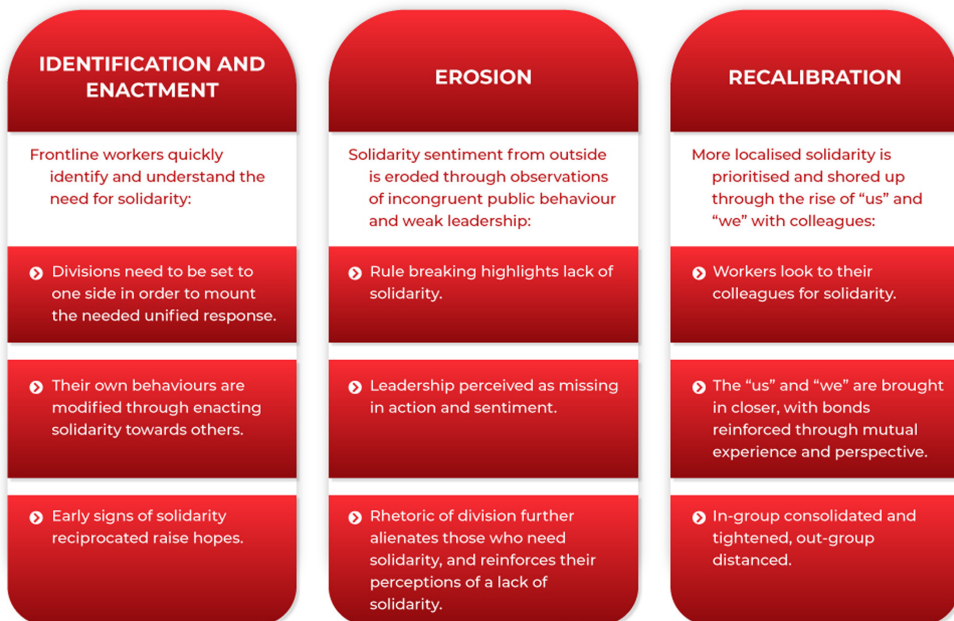 IDENTIFICATION AND
ENACTMENT
Frontline workers quickly
identify and understand the
need for solidarity:
Divisions need to be set to
one side in order to mount
the needed unified response.
Their own behaviours are
modified through enacting
solidarity towards others.
Early signs of solidarity
reciprocated raise hopes.
EROSION
Solidarity sentiment from outside
is eroded through observations
of incongruent public behaviour
and weak leadership:
Rule breaking highlights lack of
solidarity.
Leadership perceived as missing
in action and sentiment.
Rhetoric of division further
alienates those who need
solidarity, and reinforces their
perceptions of a lack of
solidarity.
RECALIBRATION
More localised solidarity is
prioritised and shored up
through the rise of “us” and
“we” with colleagues:
Workers look to their
colleagues for solidarity.
The “us” and “we” are brought
in closer, with bonds
reinforced through mutual
experience and perspective.
In-group consolidated and
tightened, out-group
distanced.